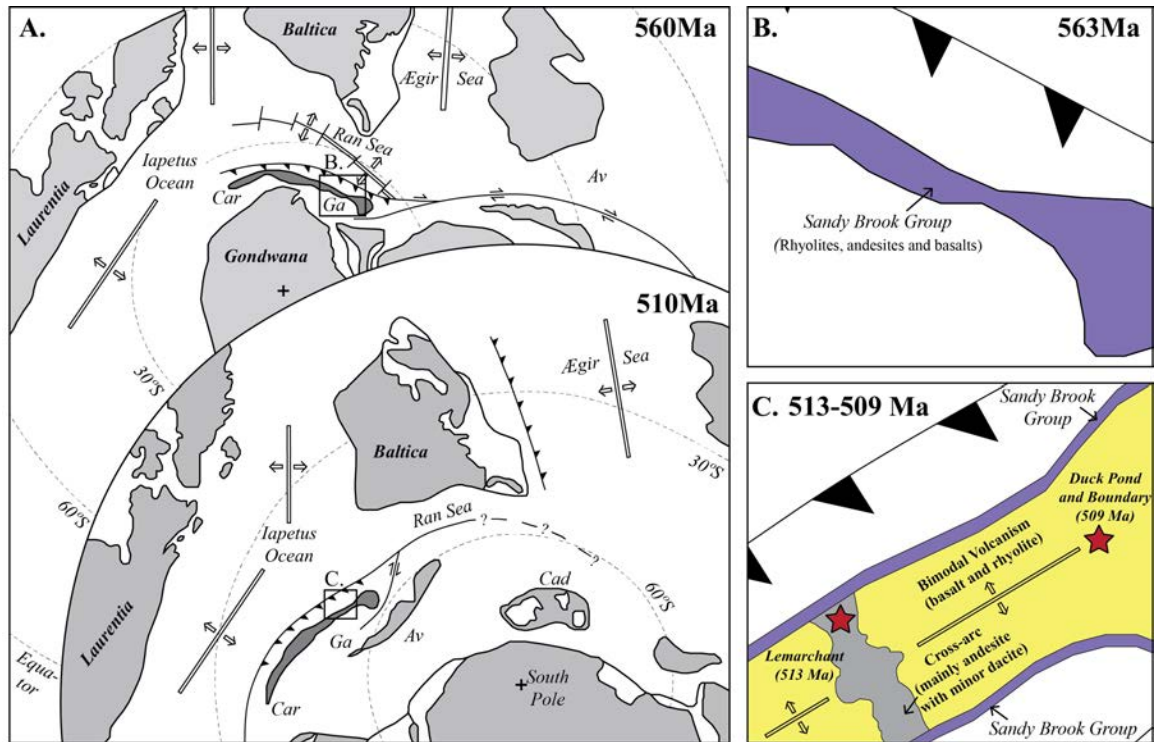 A.
560Ma
Baltica
Ægir
Sea
Ran Sea
Iapetus
Ocean
Laurentia
B.
Car
Ga
Av
Gondwana
+
30°S
60°S
510Ma
Ægir
Sea
Baltica
30°S
Ran Sea
?
?
?
Iapetus
Ocean
C.
Cad
60°S
Ga
Av
Laurentia
Car
+South
Pole
Equa-
tor
B.
563Ma
Sandy Brook Group
(Rhyolites, andesites and basalts)
C. 513-509 Ma
Sandy Brook
Group
Duck Pond
and Boundary
(509 Ma)
Bimodal Volcanism
(basalt and rhyolite)
Lemarchant
(513 Ma)
Cross-arc
(mainly andesite
with minor dacite)
Sandy Brook Group